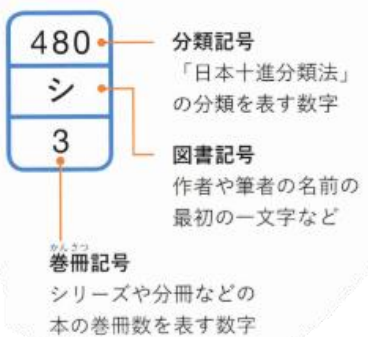 480
シ
3
分類記号
「日本十進分類法」
の分類を表す数字
図書記号
作者や筆者の名前の
最初の一文字など
かんさつ
巻冊記号
シリーズや分冊などの
本の巻冊数を表す数字